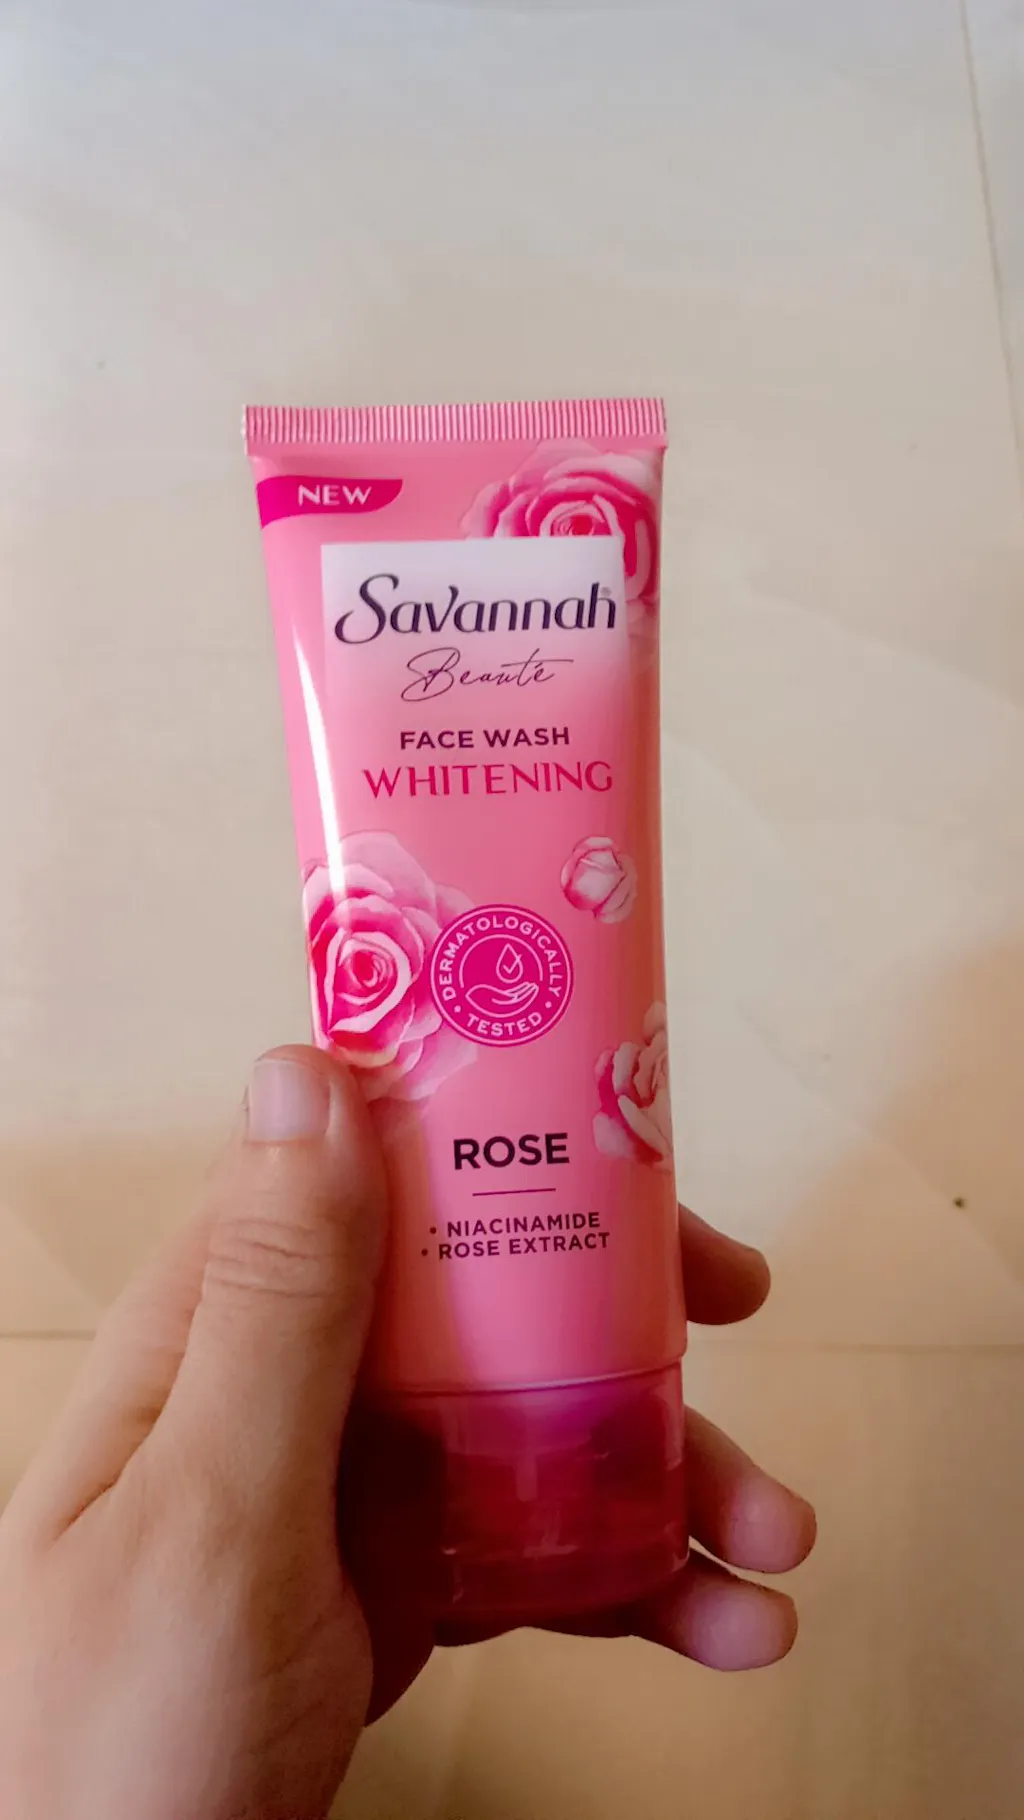 NEW
Savannah®
Beauté
FACE WASH
WHITENING
• DERMATOLOGICALLY •
TESTED
ROSE
• NIACINAMIDE
• ROSE EXTRACT